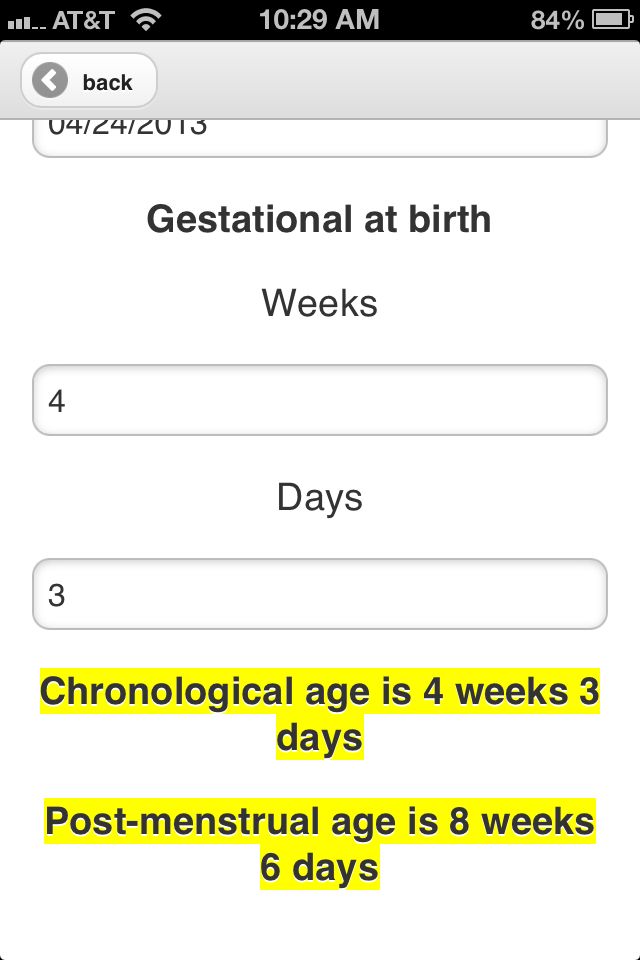 AT&T 10:29 AM 84%
back
04/24/2013
Gestational at birth
Weeks
4
Days
3
Chronological age is 4 weeks 3
days
Post-menstrual age is 8 weeks
6 days